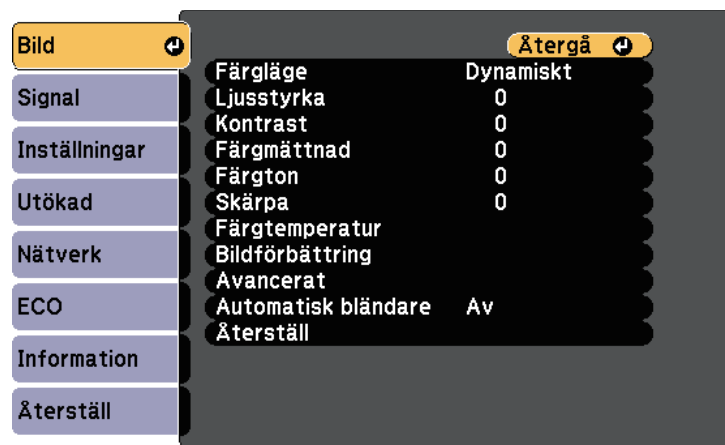 Bild
Signal
Inställningar
Utökad
Nätverk
ECO
Information
Återställ
Återgå
Färgläge Dynamiskt
Ljusstyrka 0
Kontrast 0
Färgmättnad 0
Färgton 0
Skärpa 0
Färgtemperatur
Bildförbättring
Avancerat
Automatisk bländare Av
Återställ